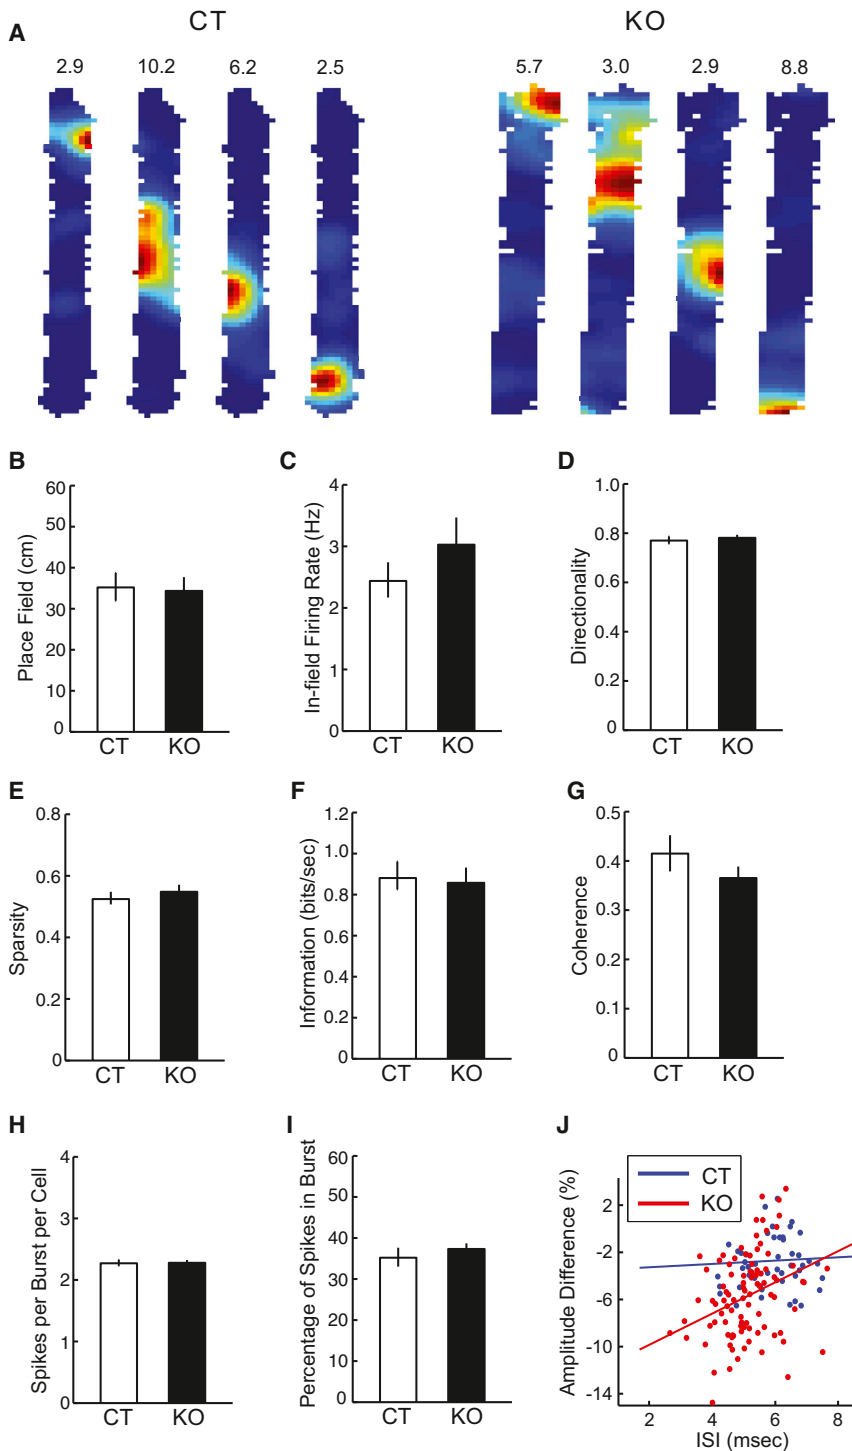 A
CT
KO
2.9 10.2 6.2 2.5
5.7 3.0 2.9 8.8
B
Place Field (cm)
60
50
40
30
20
10
0
CT KO
C
In-field Firing Rate (Hz)
4
3
2
1
0
CT KO
D
Directionality
1.0
0.8
0.6
0.4
0.2
0
CT KO
E
Sparsity
0.8
0.6
0.4
0.2
0
CT KO
F
Information (bits/sec)
1.2
1.0
0.8
0.6
0.4
0.2
0
CT KO
G
Coherence
0.5
0.4
0.3
0.2
0.1
0
CT KO
H
Spikes per Burst per Cell
4
3
2
1
0
CT KO
I
Percentage of Spikes in Burst
60
50
40
30
20
10
0
CT KO
J
CT
KO
Amplitude Difference (%)
2
-2
-6
-10
-14
2 4 6 8
ISI (msec)